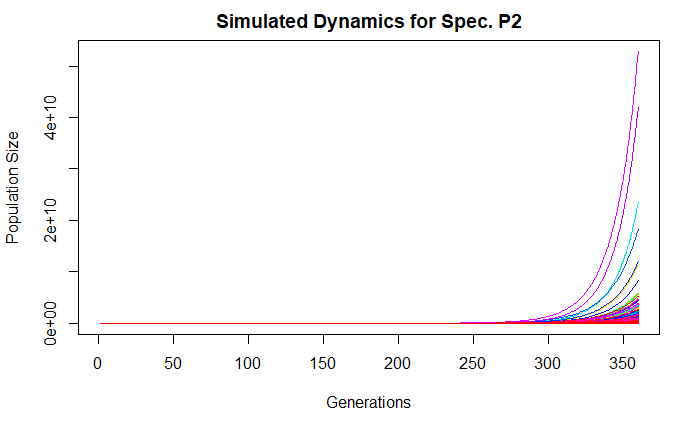 Simulated Dynamics for Spec. P2
Population Size
4e+10
2e+10
0e+00
0 50 100 150 200 250 300 350
Generations